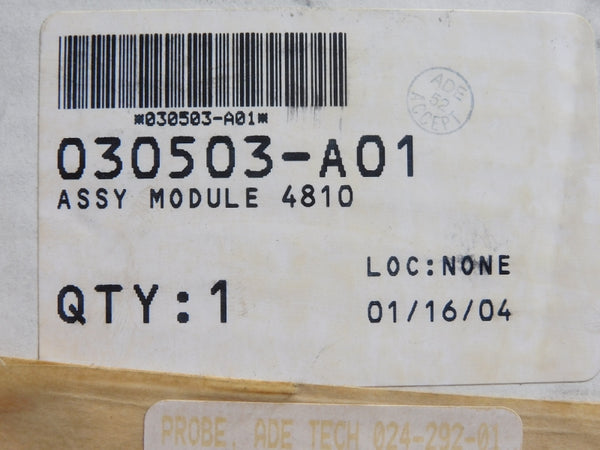 *030503-A01*
030503-A01
ASSY MODULE 4810
ADE
52
ACCEPT
LOC:NONE
QTY:1
01/16/04
PROBE, ADE TECH 024-292-01